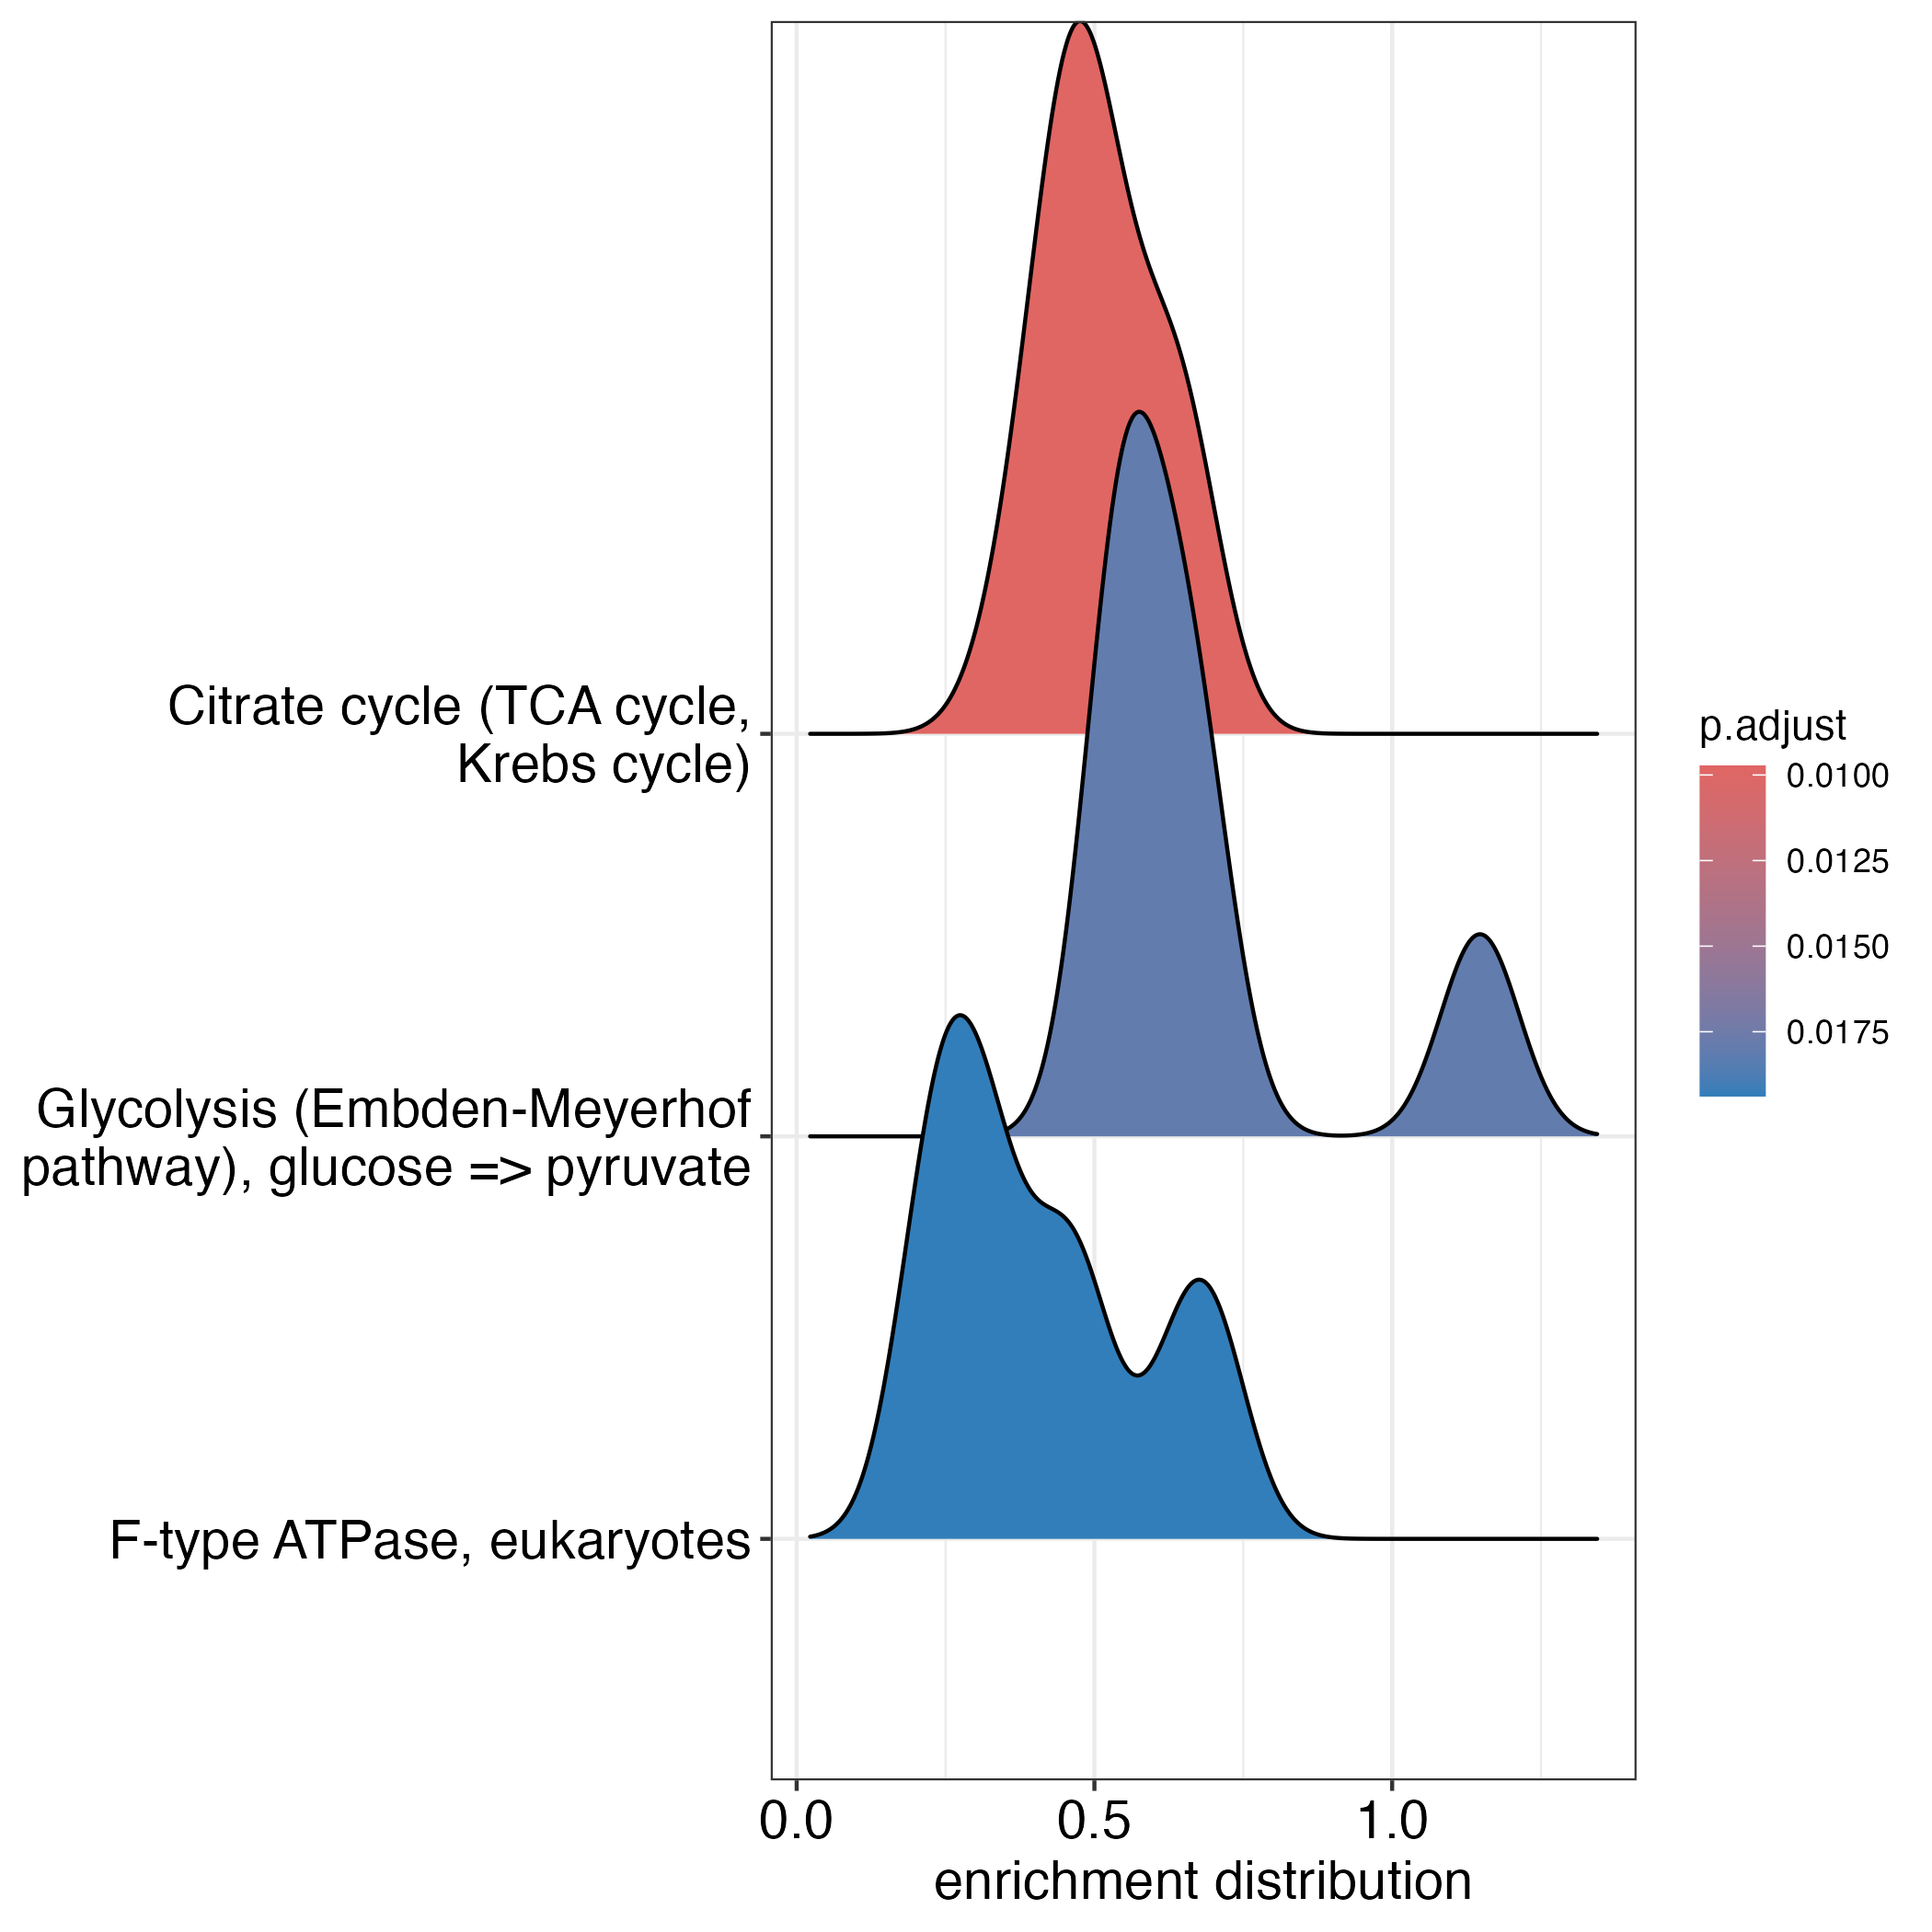 Citrate cycle (TCA cycle,
Krebs cycle)
Glycolysis (Embden-Meyerhof
pathway), glucose => pyruvate
F-type ATPase, eukaryotes
0.0
0.5
1.0
enrichment distribution
p.adjust
0.0100
0.0125
0.0150
0.0175